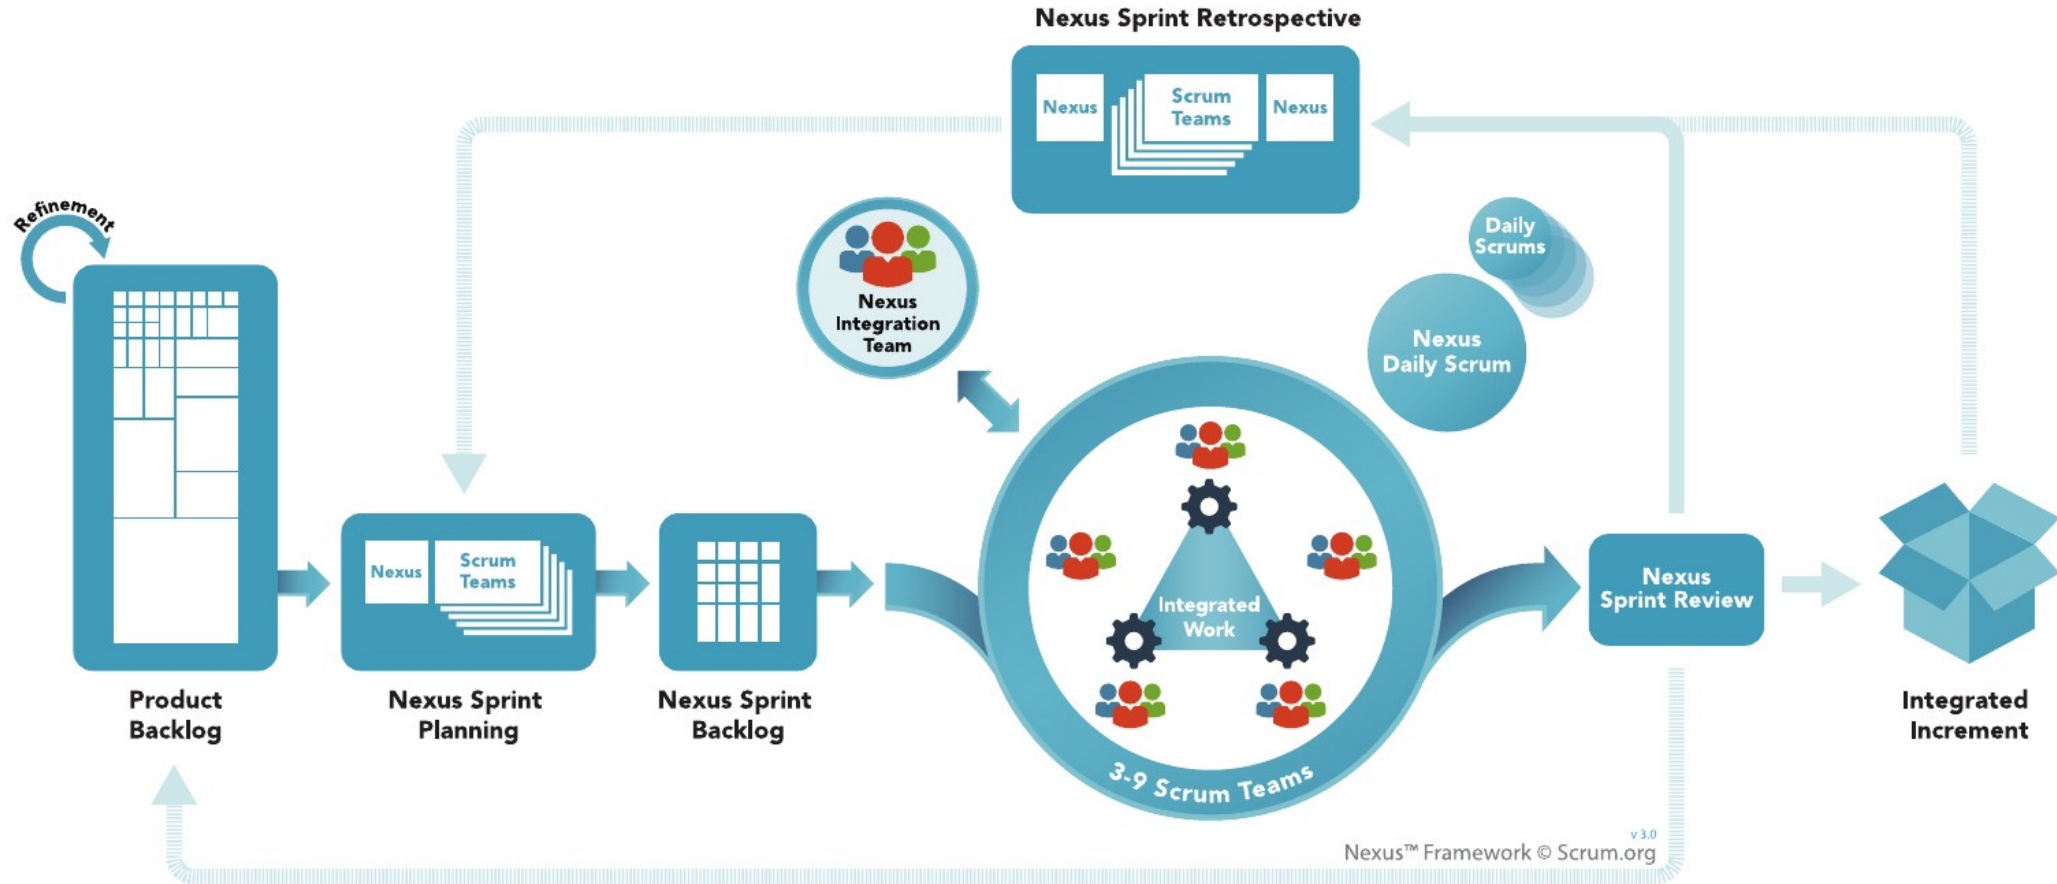 Nexus Sprint Retrospective
Nexus
Scrum
Teams
Nexus
Refinement
Daily
Scrums
Nexus
Integration
Team
Nexus
Daily Scrum
Nexus
Scrum
Teams
Integrated
Work
Nexus
Sprint Review
Product
Backlog
Nexus Sprint
Planning
Nexus Sprint
Backlog
3-9 Scrum Teams
Integrated
Increment
v 3.0
Nexus™ Framework © Scrum.org